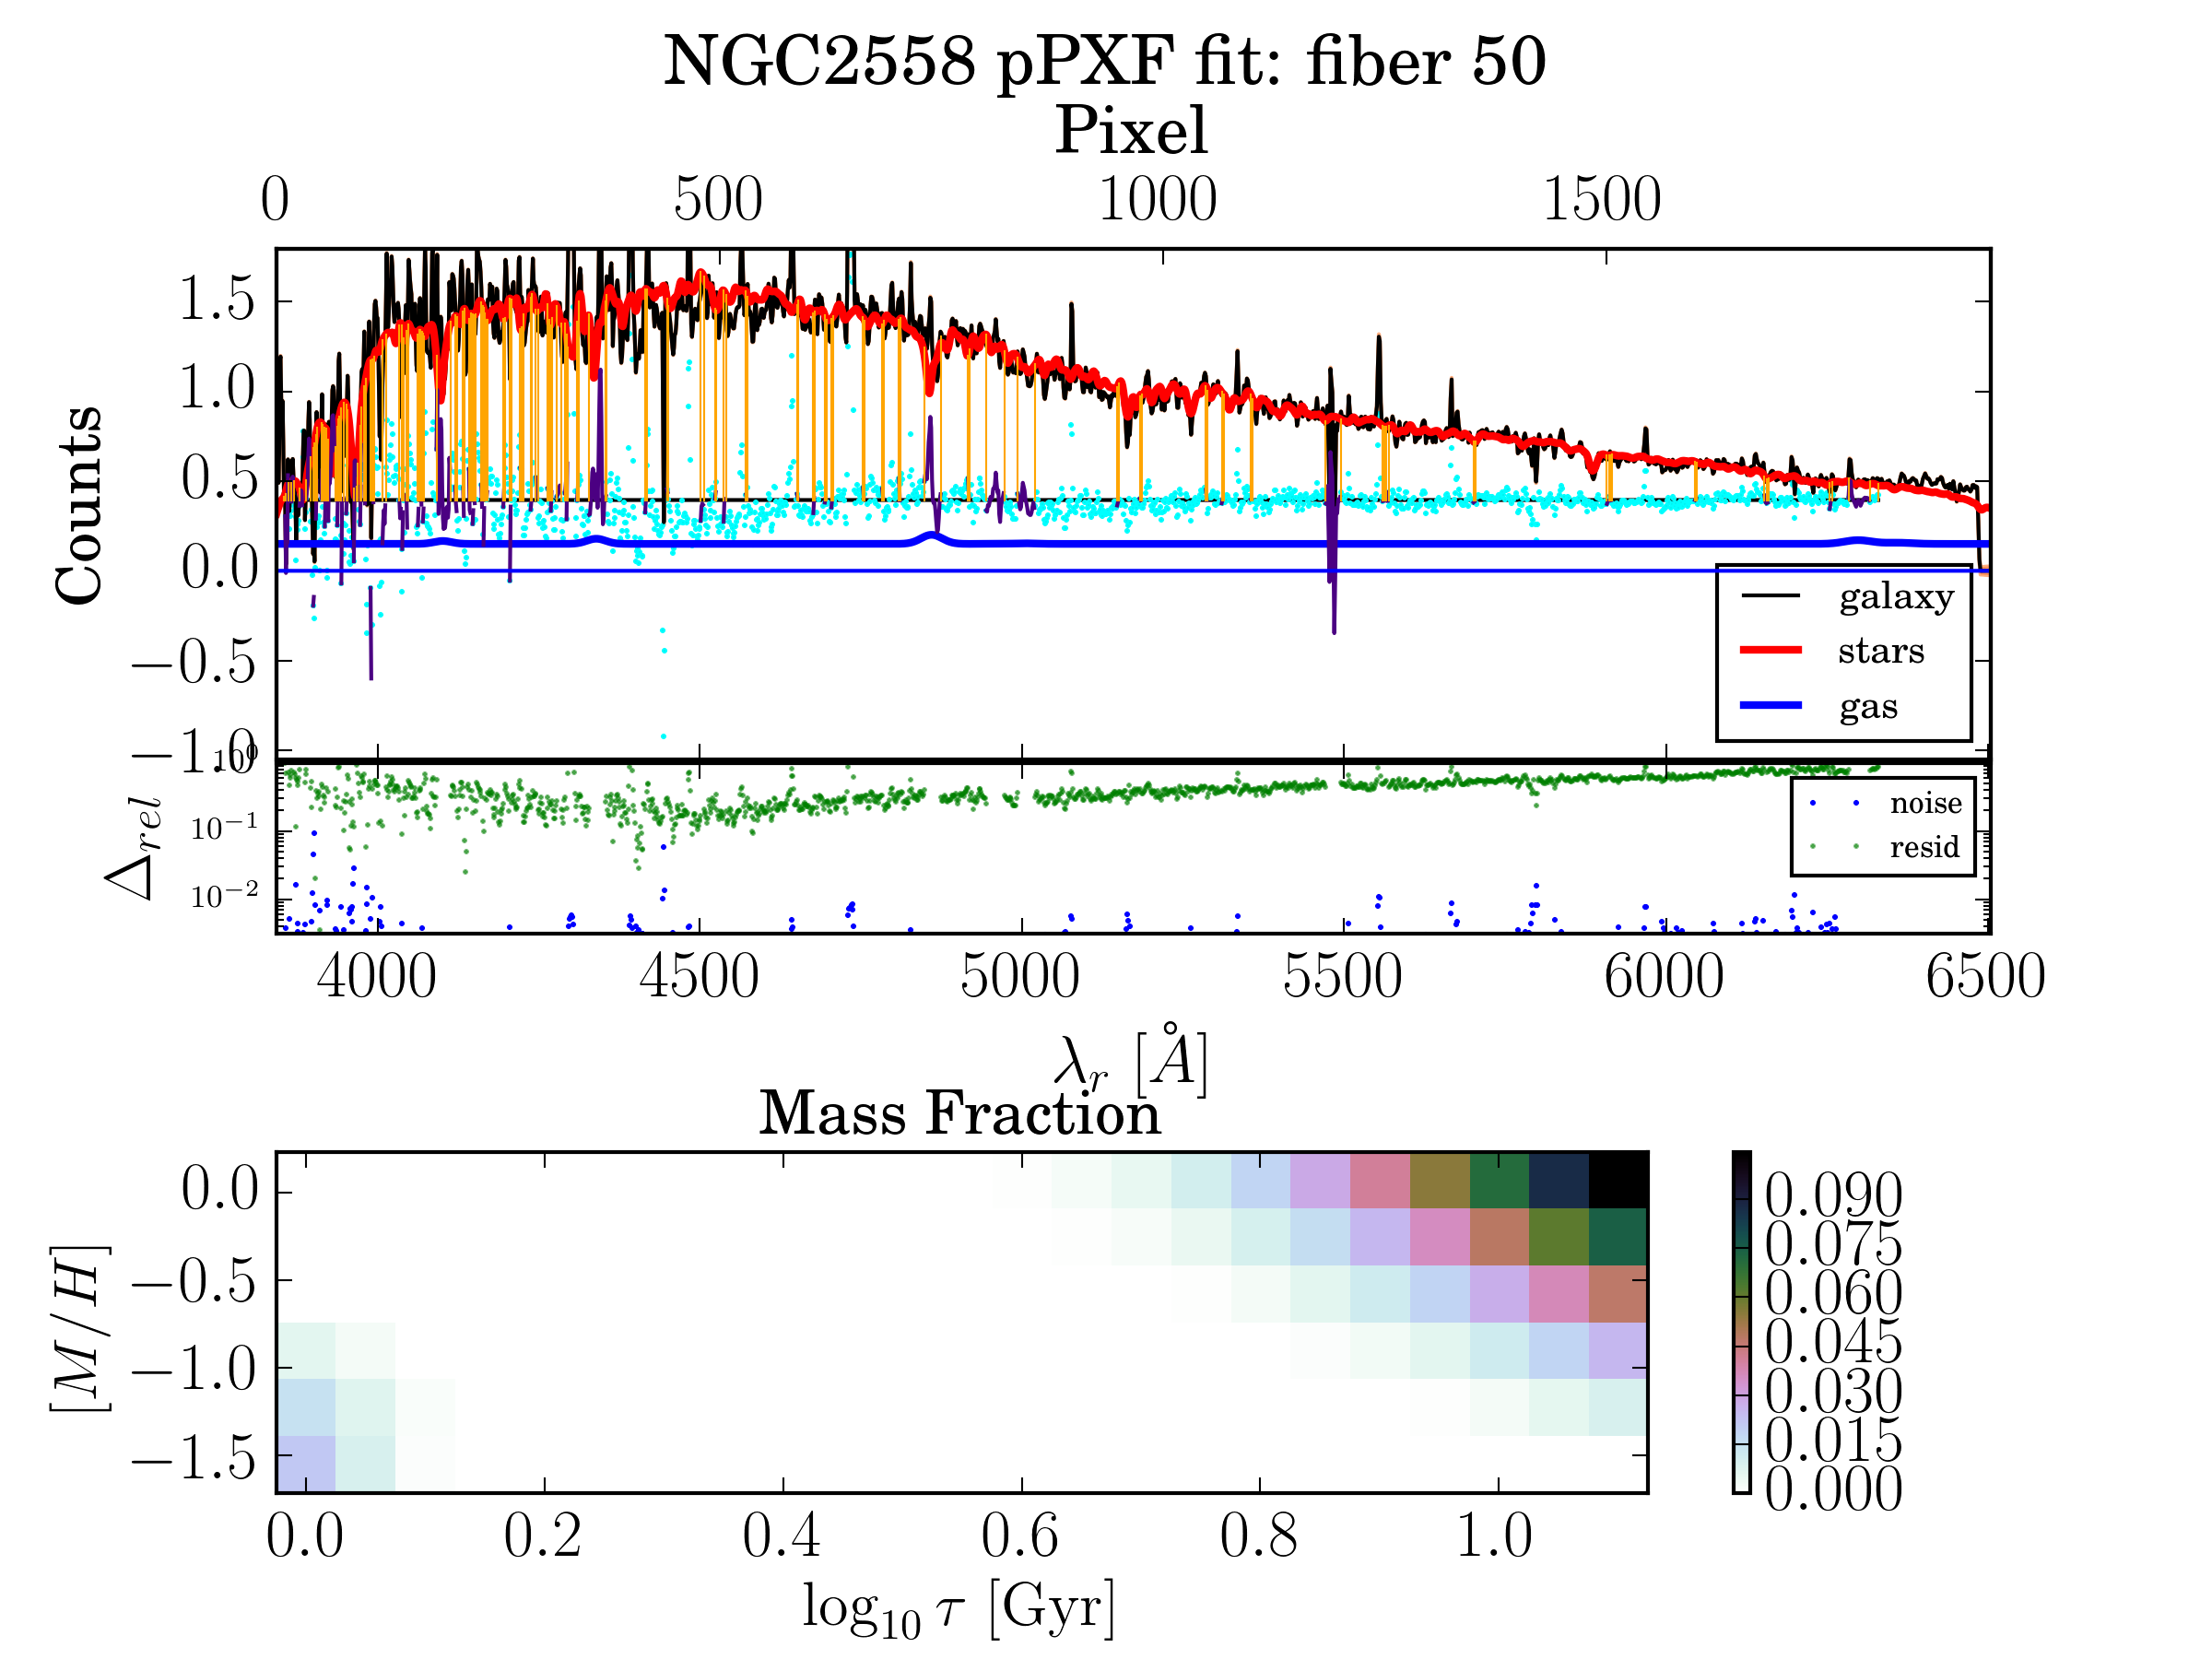 NGC2558 pPXF fit: fiber 50
Pixel
0 500 1000 1500
1.5
1.0
0.5
0.0
−0.5
−1.0
Counts
galaxy
stars
gas
10⁰
10⁻¹
10⁻²
Δrel
noise
resid
4000 4500 5000 5500 6000 6500
λr [Å]
Mass Fraction
0.0
−0.5
−1.0
−1.5
[M/H]
0.090
0.075
0.060
0.045
0.030
0.015
0.000
0.0 0.2 0.4 0.6 0.8 1.0
log₁₀ τ [Gyr]